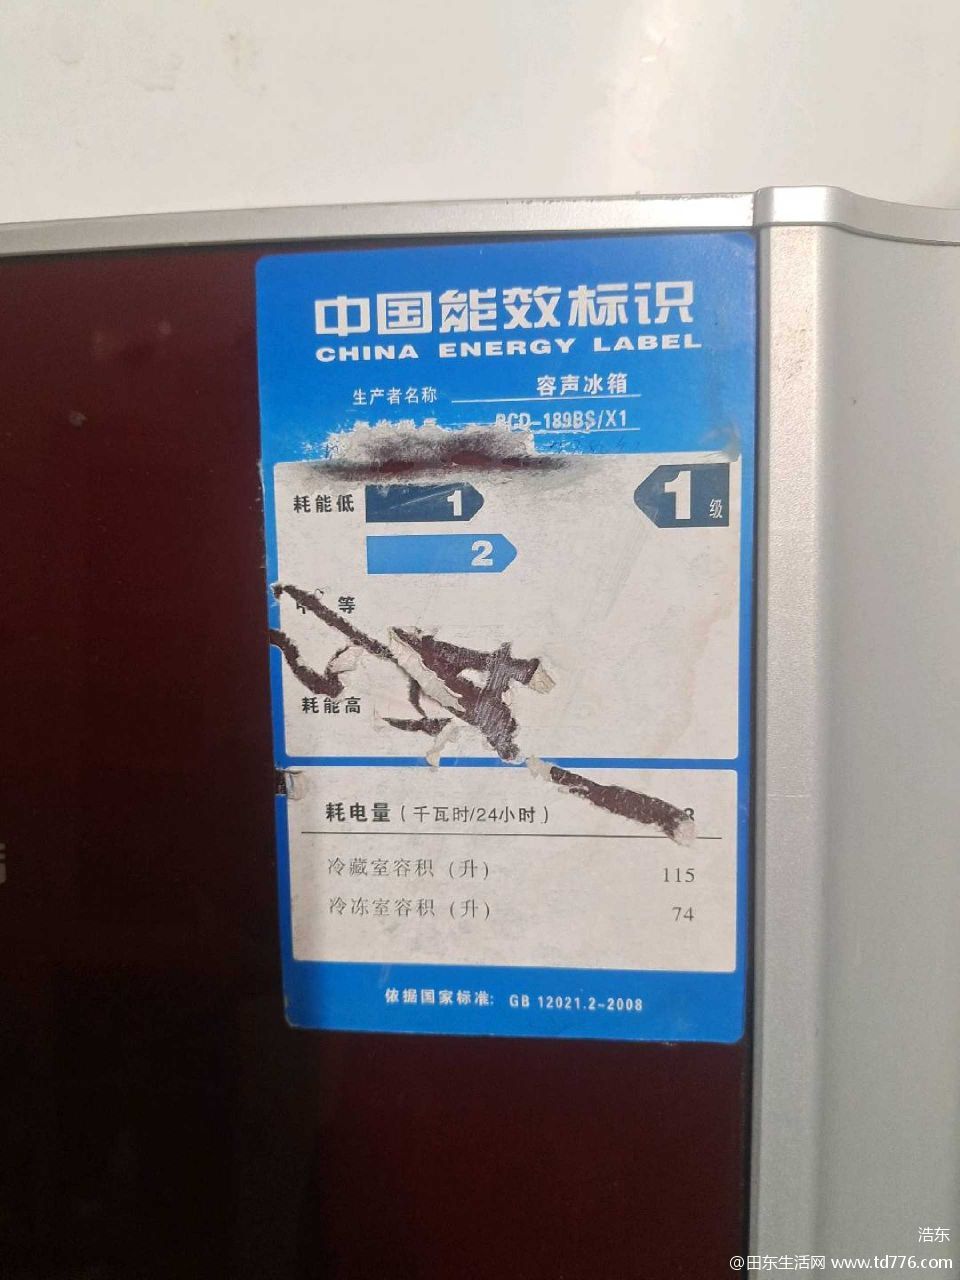 中国能效标识
CHINA ENERGY LABEL
生产者名称 容声冰箱
BCD-189BS/X1
耗能低 1 1级
2
等
耗能高
耗电量(千瓦时/24小时)
冷藏室容积(升) 115
冷冻室容积(升) 74
依据国家标准: GB 12021.2-2008
浩东
@田东生活网 www.td776.com